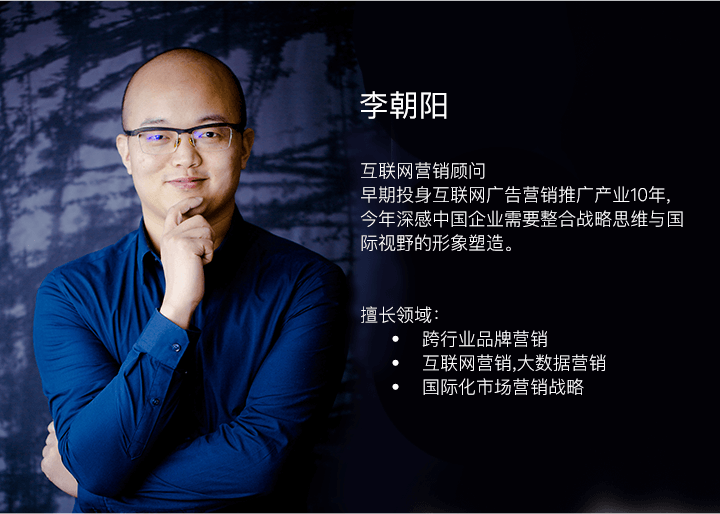 李朝阳
互联网营销顾问
早期投身互联网广告营销推广产业10年,
今年深感中国企业需要整合战略思维与国
际视野的形象塑造。
擅长领域：
• 跨行业品牌营销
• 互联网营销,大数据营销
• 国际化市场营销战略